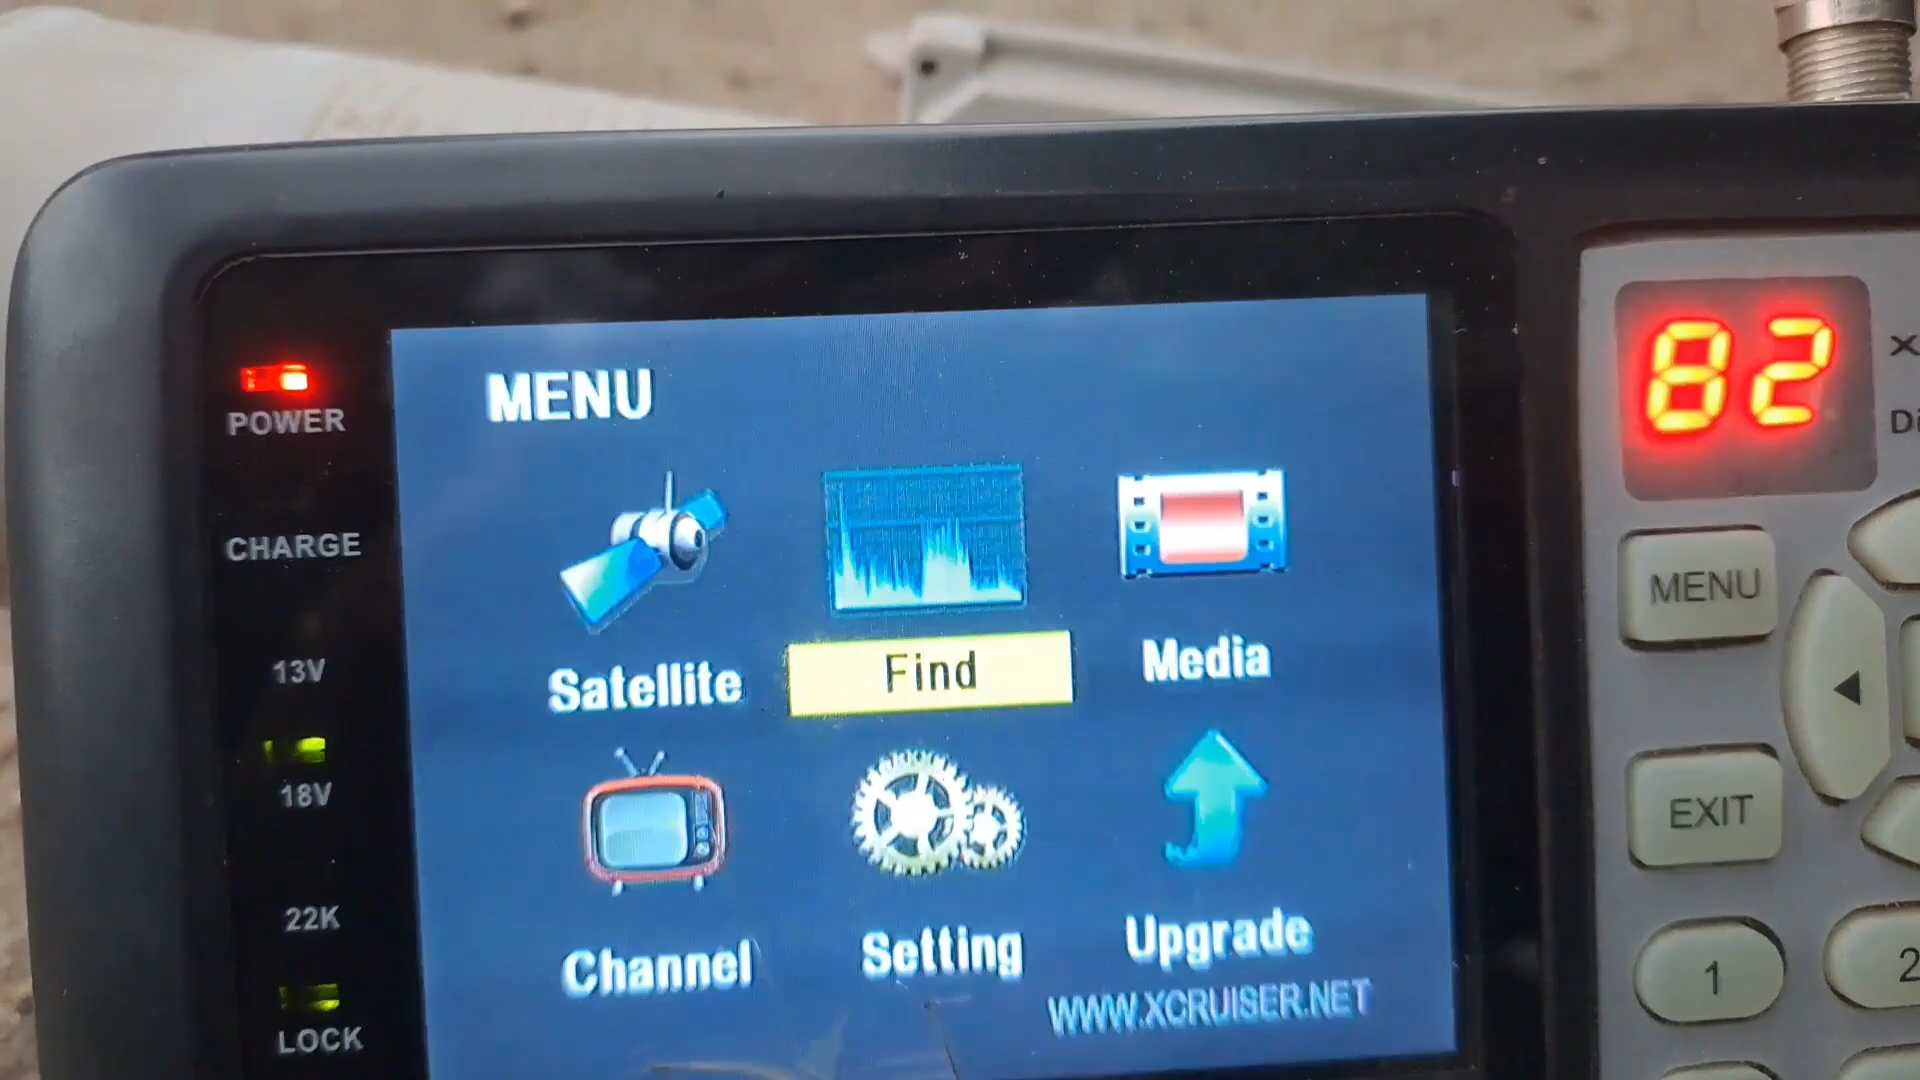 POWER
CHARGE
13V
18V
22K
LOCK
MENU
Satellite
Find
Media
Channel
Setting
Upgrade
WWW.XCRUISER.NET
82
X
Di
MENU
EXIT
1
2